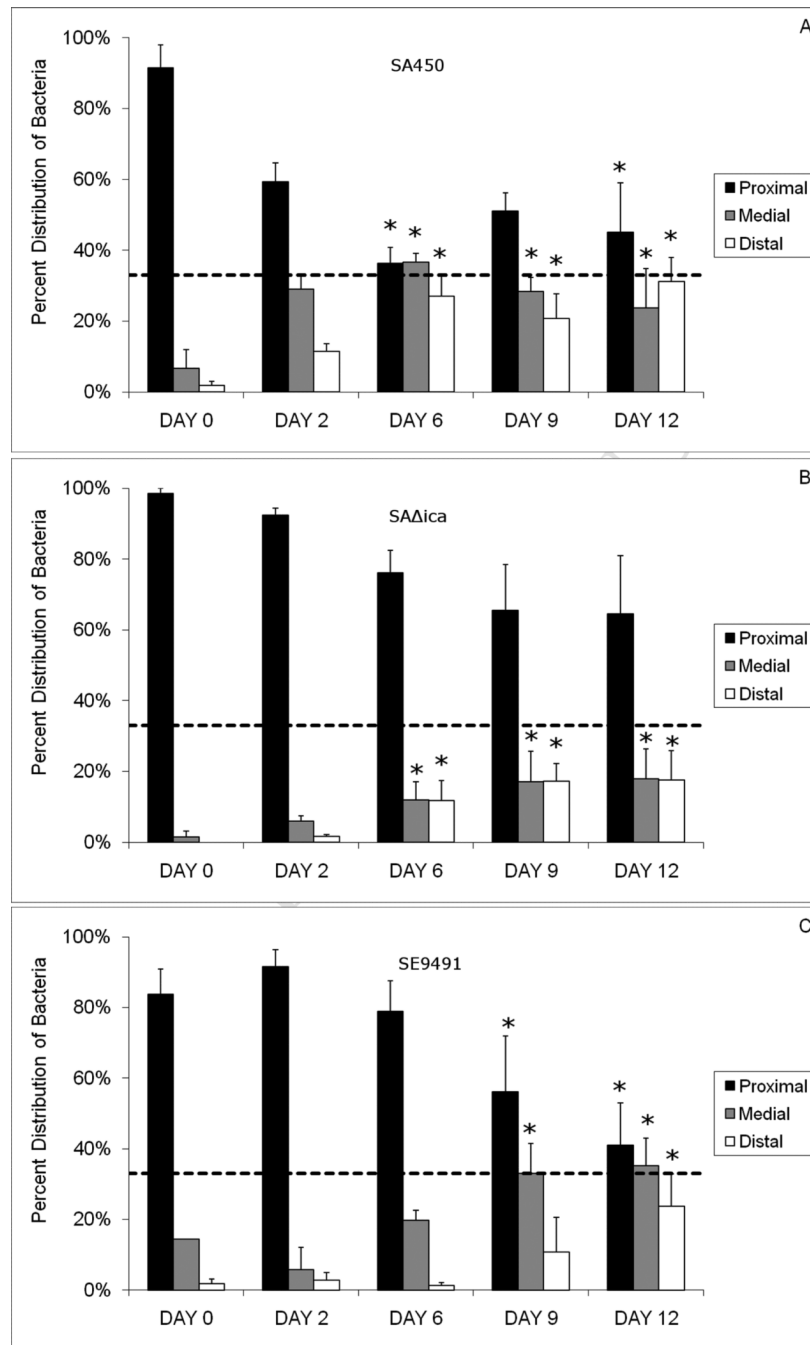 A
SA450
Percent Distribution of Bacteria
100%
80%
60%
40%
20%
0%
* * *
* *
* * *
DAY 0 DAY 2 DAY 6 DAY 9 DAY 12
Proximal
Medial
Distal
B
SAΔica
Percent Distribution of Bacteria
100%
80%
60%
40%
20%
0%
* *
* *
* *
DAY 0 DAY 2 DAY 6 DAY 9 DAY 12
Proximal
Medial
Distal
C
SE9491
Percent Distribution of Bacteria
100%
80%
60%
40%
20%
0%
* *
* * *
DAY 0 DAY 2 DAY 6 DAY 9 DAY 12
Proximal
Medial
Distal